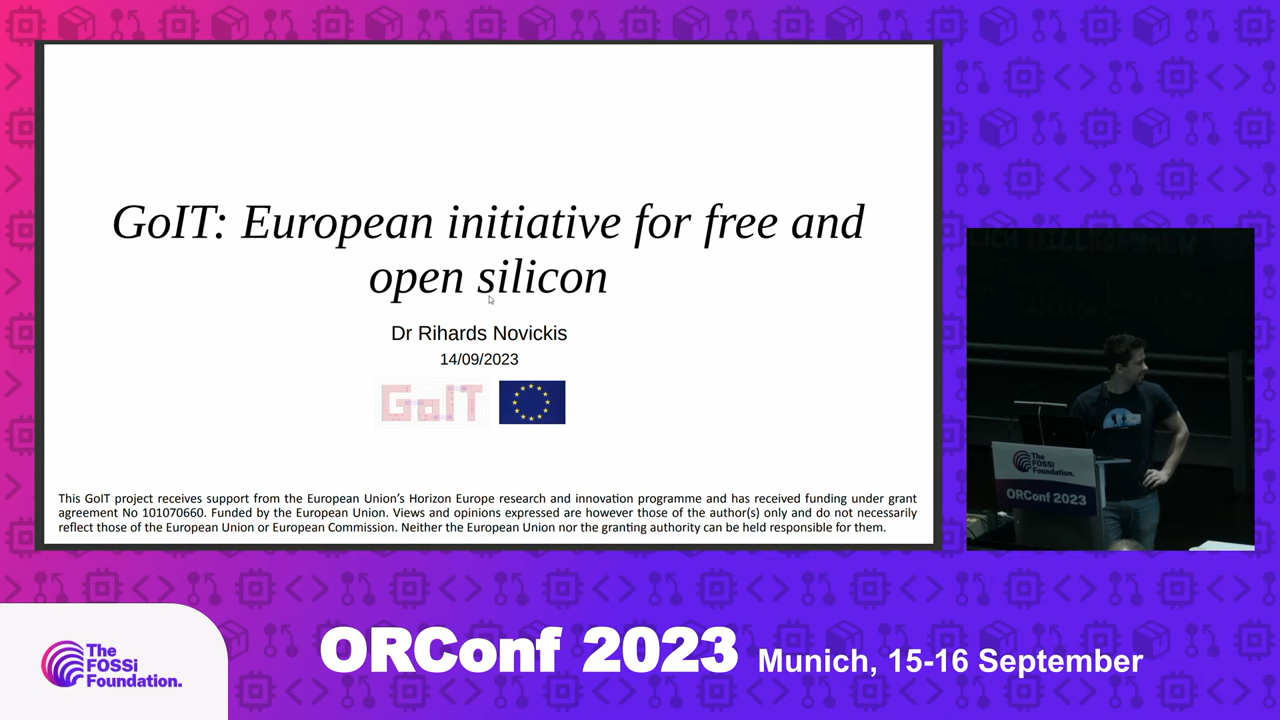 GoIT: European initiative for free and
open silicon
Dr Rihards Novickis
14/09/2023
GoIT
This GoIT project receives support from the European Union’s Horizon Europe research and innovation programme and has received funding under grant
agreement No 101070660. Funded by the European Union. Views and opinions expressed are however those of the author(s) only and do not necessarily
reflect those of the European Union or European Commission. Neither the European Union nor the granting authority can be held responsible for them.
The
FOSSi
Foundation.
ORConf 2023
The
FOSSi
Foundation.
ORConf 2023
Munich, 15-16 September